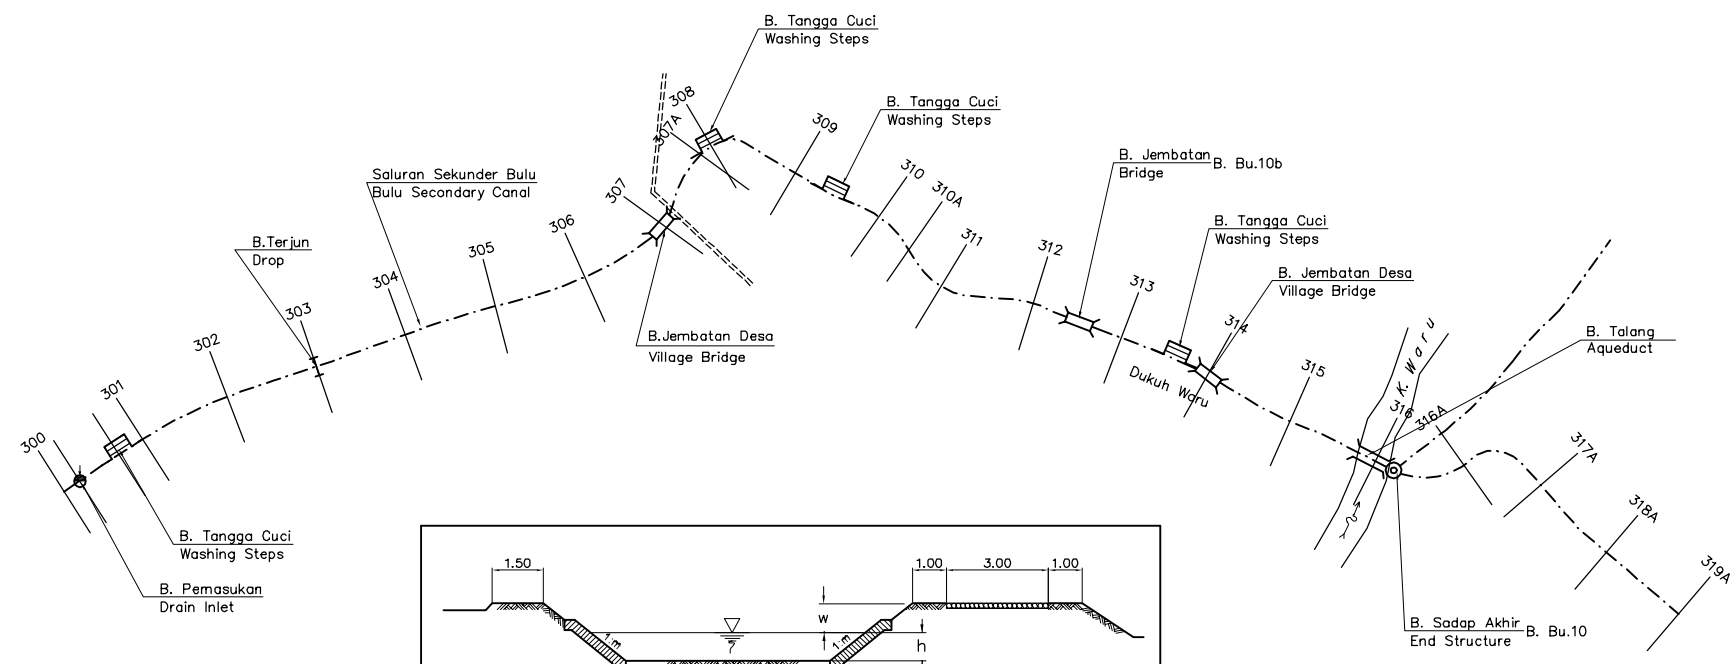 B. Tangga Cuci
Washing Steps
308
307A
309
B. Tangga Cuci
Washing Steps
Saluran Sekunder Bulu
Bulu Secondary Canal
307
310
310A
B. Jembatan
Bridge
B. Bu.10b
306
305
304
303
302
301
300
B.Terjun
Drop
311
312
313
B. Tangga Cuci
Washing Steps
B. Jembatan Desa
Village Bridge
314
B.Jembatan Desa
Village Bridge
Dukuh Waru
315
K. Waru
B. Talang
Aqueduct
316
316A
317A
318A
319A
B. Tangga Cuci
Washing Steps
B. Pemasukan
Drain Inlet
B. Sadap Akhir
End Structure
B. Bu.10
1.50
1.00
3.00
1.00
w
h
1:m
1:m